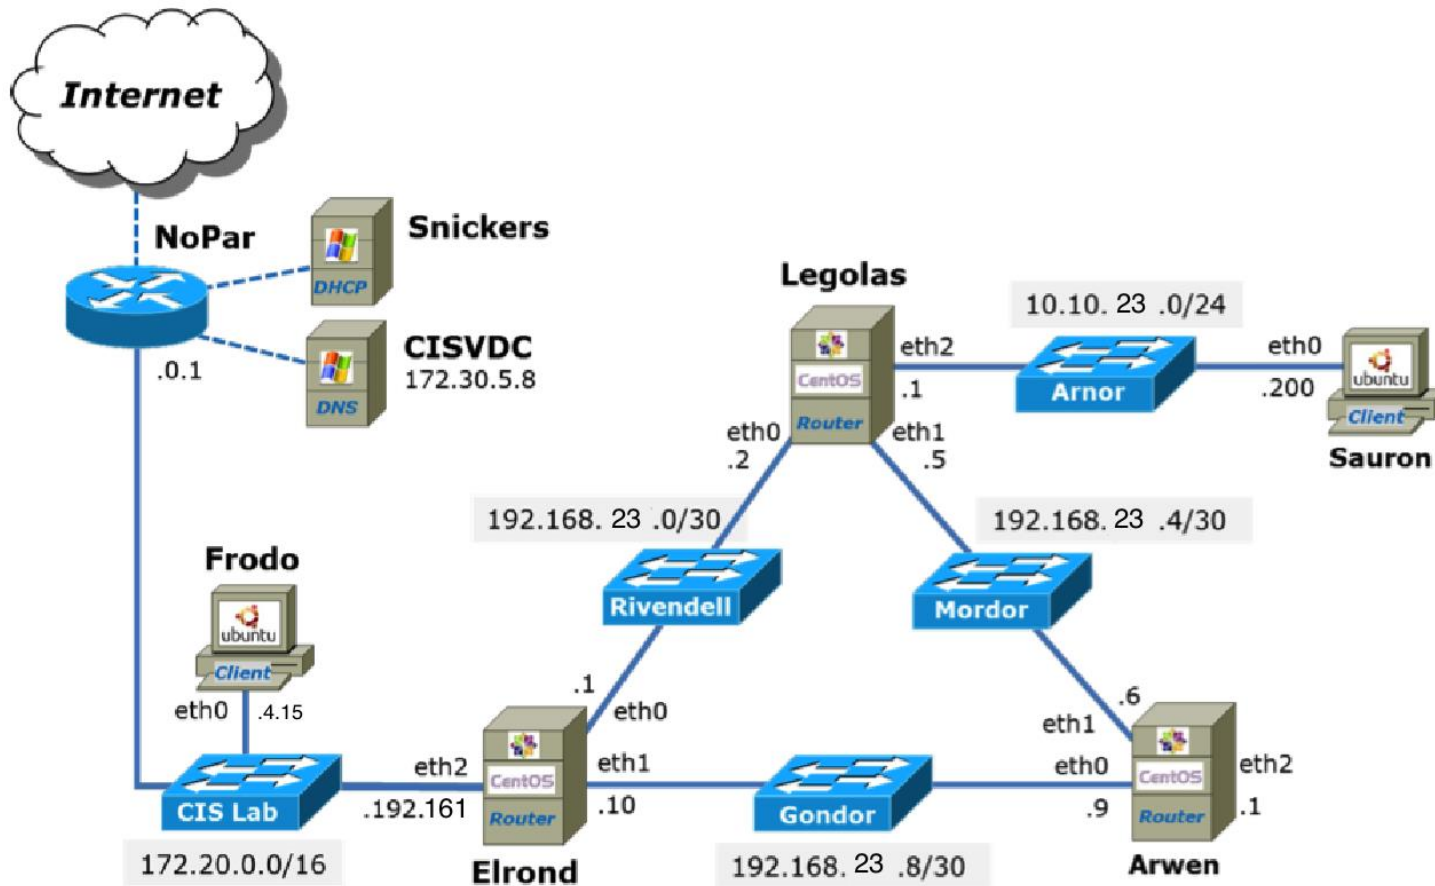 Internet
NoPar
Snickers
DHCP
CISVDC
172.30.5.8
DNS
.0.1
Legolas
CentOS
Router
eth2
.1
10.10. 23 .0/24
Arnor
eth0
.200
ubuntu
Client
Sauron
eth0
.2
eth1
.5
192.168. 23 .0/30
192.168. 23 .4/30
Rivendell
Mordor
Frodo
ubuntu
Client
eth0
.4.15
.1
eth0
.6
eth1
CIS Lab
172.20.0.0/16
eth2
.192.161
CentOS
Router
Elrond
eth1
.10
Gondor
192.168. 23 .8/30
eth0
.9
CentOS
Router
Arwen
eth2
.1